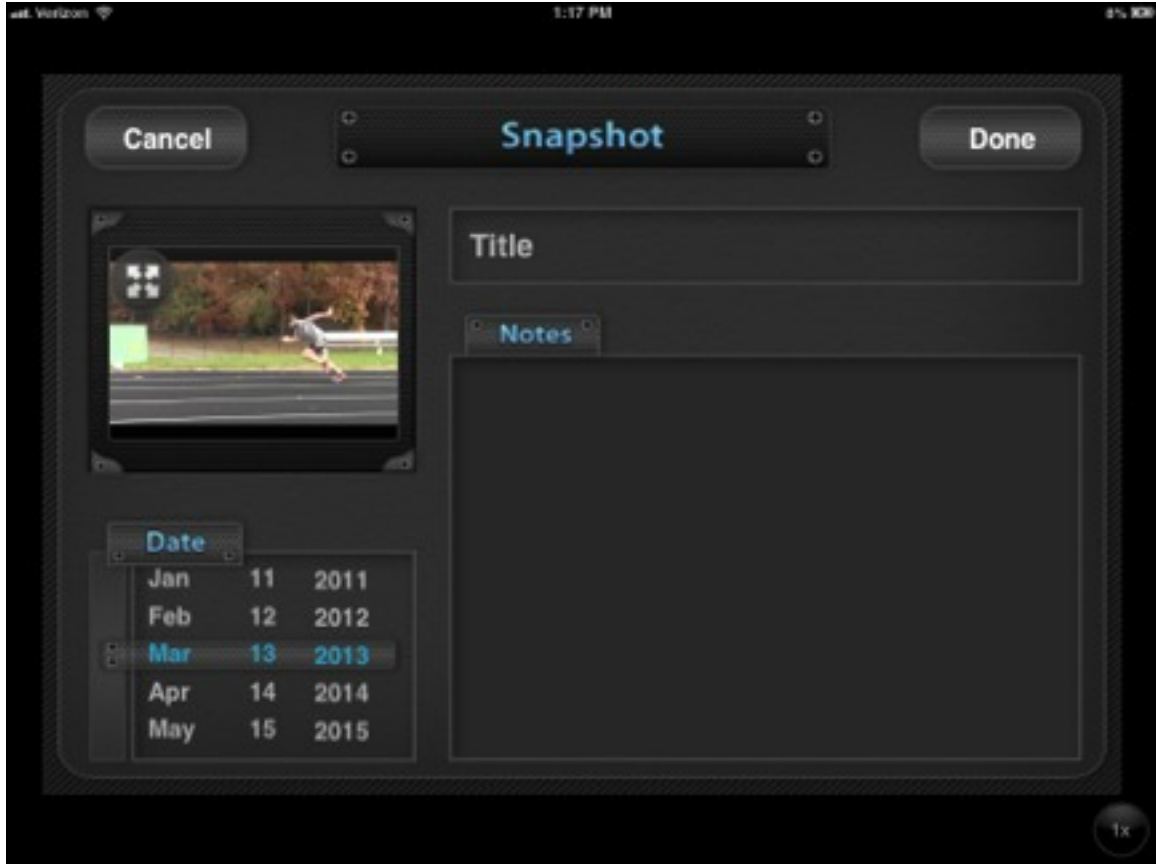 Verizon 1:17 PM 8%
Cancel Snapshot Done
Title
Notes
Date
Jan 11 2011
Feb 12 2012
Mar 13 2013
Apr 14 2014
May 15 2015
1x